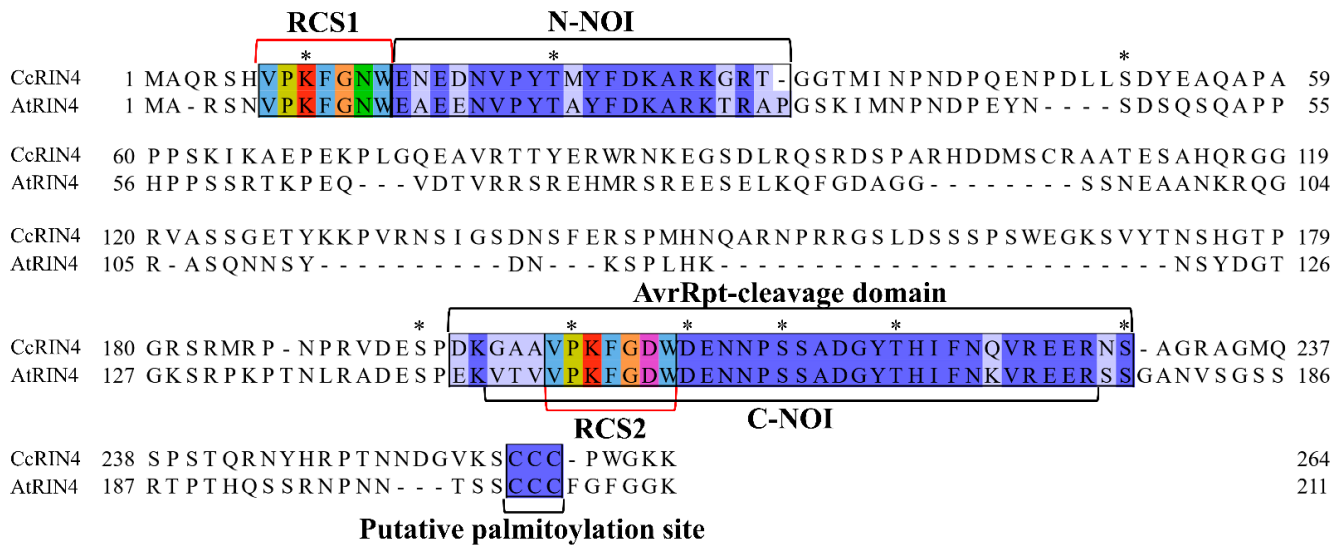 RCS1 N-NOI
* * *
CcRIN4 1 MAQRSHVPKFGNWENEDNVPYTMYFDKARKGRT-GGTMINPNDPQENPDLLSDYEAQAPA 59
AtRIN4 1 MA-RSNVPKFGNWEAEENVPYTAYFDKARKTRAPGSKIMNPNDPEYN----SDSQSQAPP 55
CcRIN4 60 PPSKIKAEPEKPLGQEAVRTTYERWRNKEGSDLRQSRDSPARHDDMSCRAATESAHQRGG 119
AtRIN4 56 HPPSSRTKPEQ---VDTVRRSREHMRSREESELKQFGDAGG--------SSNEAANKRQG 104
CcRIN4 120 RVASSGETYKKPVRNSIGSDNSFERSPMHNQARNPRRGSLDSSSPSWEGKSVYTNSHGTP 179
AtRIN4 105 R-ASQNNSY----------DN---KSPLHK------------------------NSYDGT 126
AvrRpt-cleavage domain
* * * * * *
CcRIN4 180 GRSRMRP-NPRVDESPDKGAAVPKFGDWDENNPSSADGYTHIFNQVREERNS-AGRAGMQ 237
AtRIN4 127 GKSRPKPTNLRADESPEKVTVVPKFGDWDENNPSSADGYTHIFNKVREERSSGANVSGSS 186
RCS2 C-NOI
CcRIN4 238 SPSTQRNYHRPTNNDGVKSCCC-PWGKK 264
AtRIN4 187 RTPTHQSSRNPNN---TSSCCCFGFGGK 211
Putative palmitoylation site